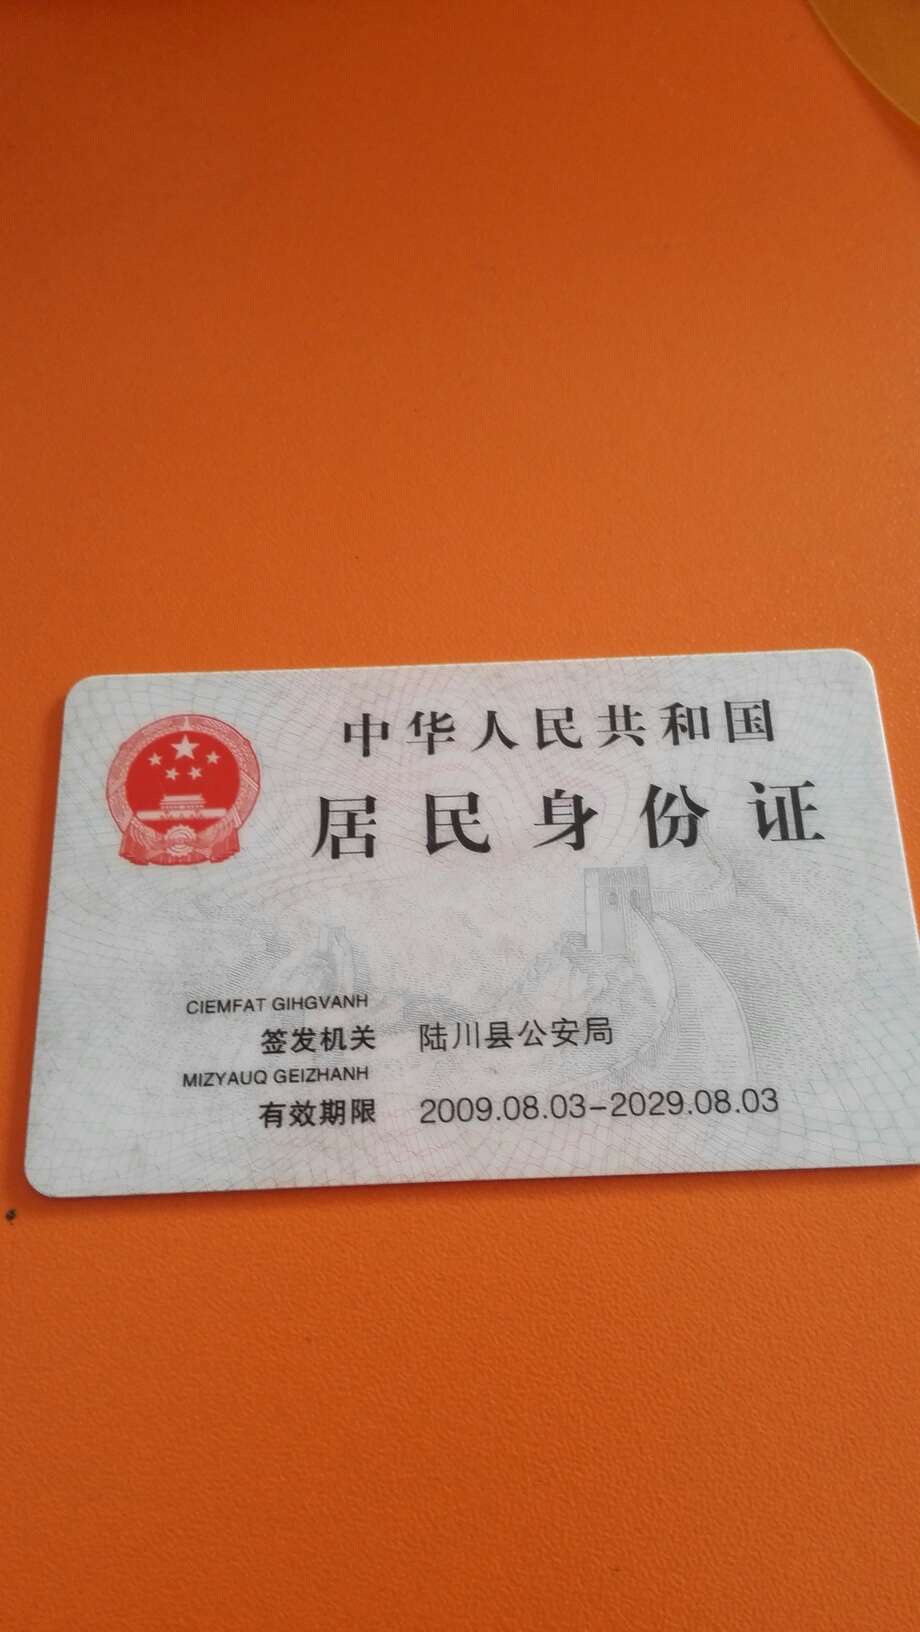 中华人民共和国
居民身份证
CIEMFAT GIHGVANH
签发机关 陆川县公安局
MIZYAUQ GEIZHANH
有效期限 2009.08.03-2029.08.03